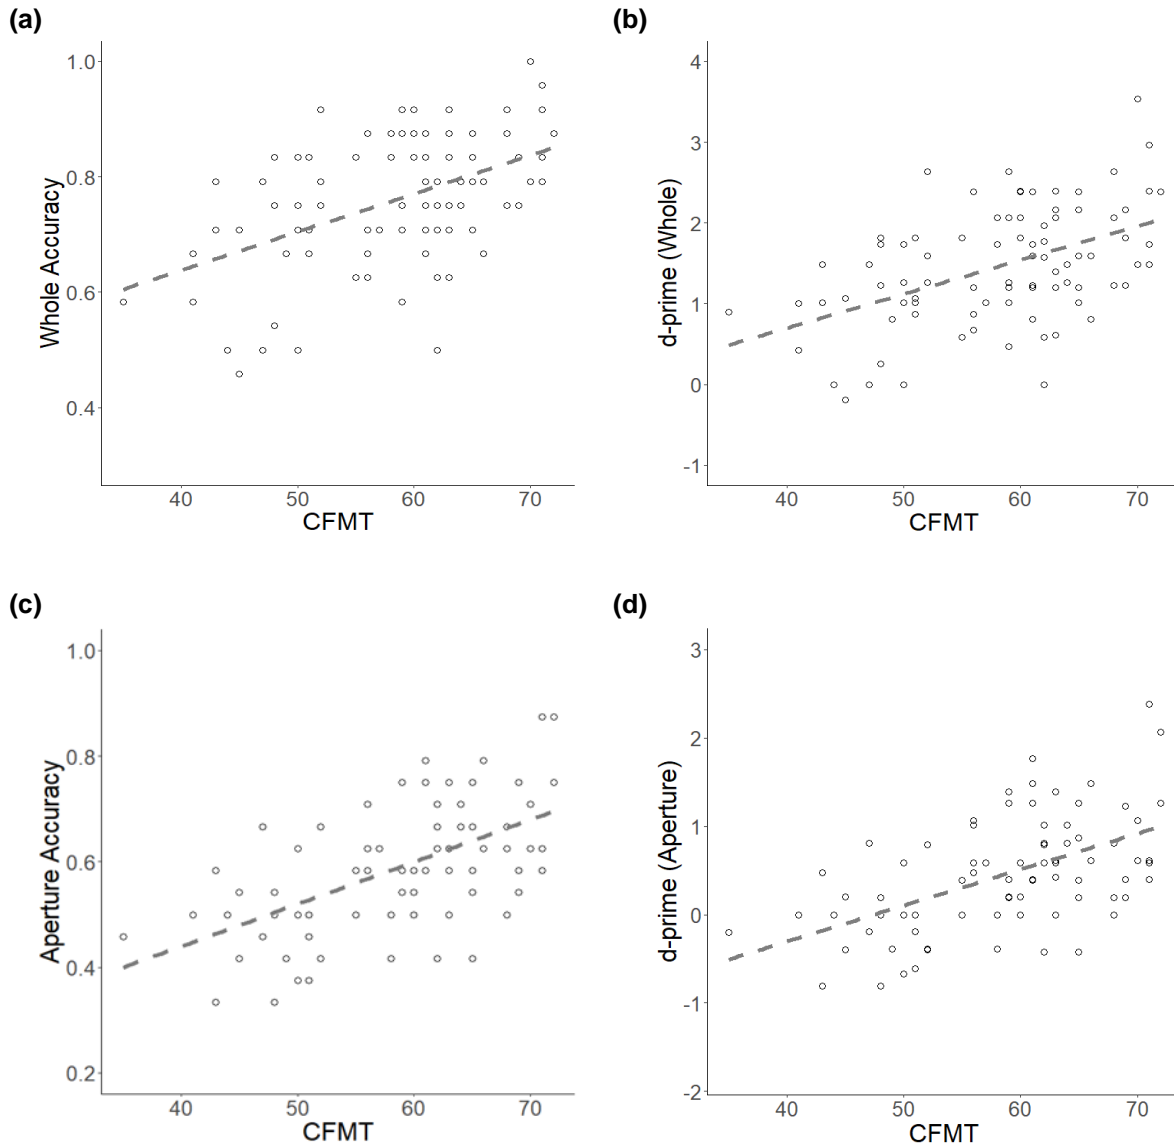 (a)
Whole Accuracy
1.0
0.8
0.6
0.4
40 50 60 70
CFMT
(b)
d-prime (Whole)
4
3
2
1
0
-1
40 50 60 70
CFMT
(c)
Aperture Accuracy
1.0
0.8
0.6
0.4
0.2
40 50 60 70
CFMT
(d)
d-prime (Aperture)
3
2
1
0
-1
-2
40 50 60 70
CFMT